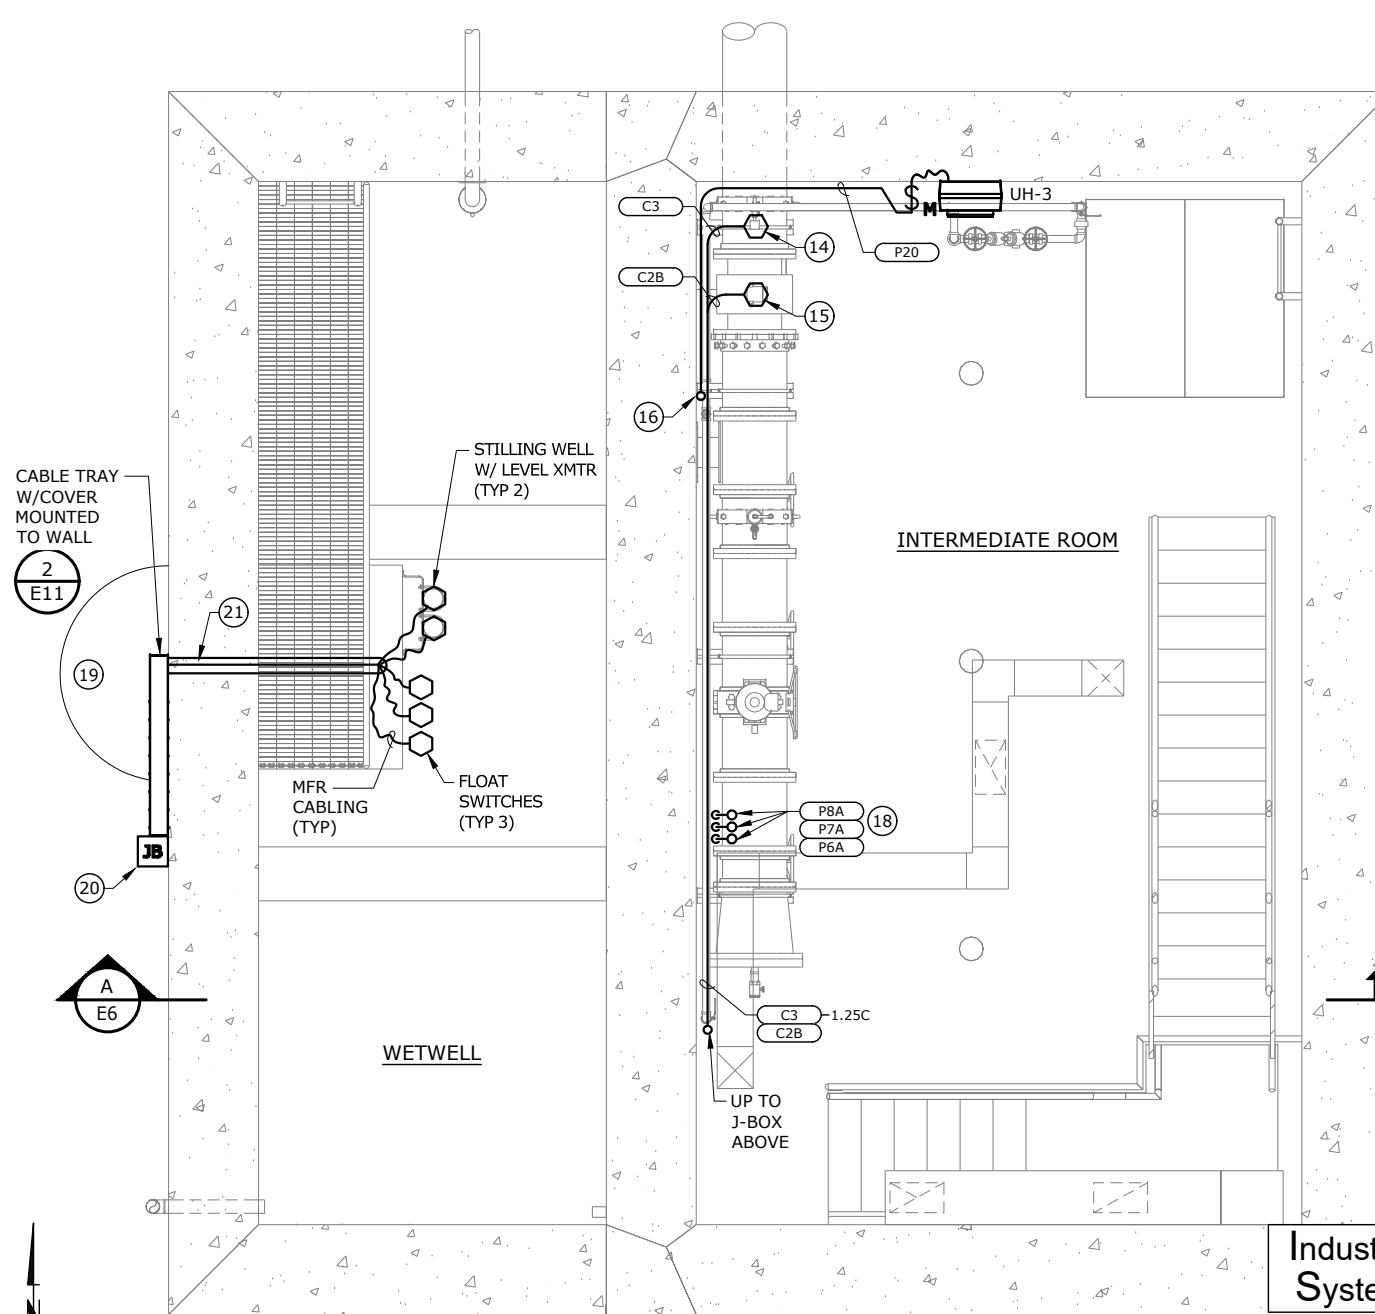 UH-3
M
C3
14
P20
C2B
15
16
STILLING WELL
W/ LEVEL XMTR
(TYP 2)
CABLE TRAY
W/COVER
MOUNTED
TO WALL
2
E11
INTERMEDIATE ROOM
21
19
MFR
CABLING
(TYP)
FLOAT
SWITCHES
(TYP 3)
P8A
P7A
P6A
18
JB
20
A
E6
C3
1.25C
C2B
WETWELL
UP TO
J-BOX
ABOVE